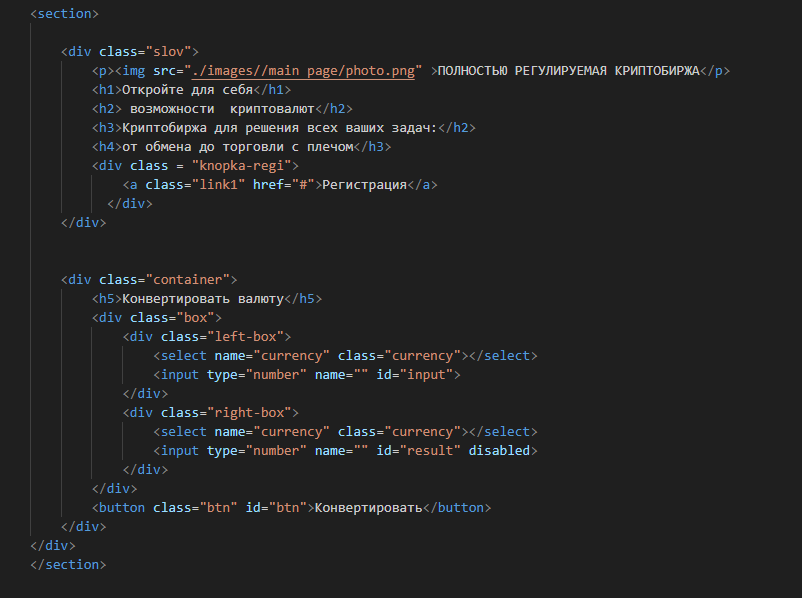 <section>
<div class="slov">
<p><img src="./images//main page/photo.png" >ПОЛНОСТЬЮ РЕГУЛИРУЕМАЯ КРИПТОБИРЖА</p>
<h1>Откройте для себя</h1>
<h2> возможности  криптовалют</h2>
<h3>Криптобиржа для решения всех ваших задач:</h2>
<h4>от обмена до торговли с плечом</h3>
<div class = "knopka-regi">
<a class="link1" href="#">Регистрация</a>
</div>
</div>
<div class="container">
<h5>Конвертировать валюту</h5>
<div class="box">
<div class="left-box">
<select name="currency" class="currency"></select>
<input type="number" name="" id="input">
</div>
<div class="right-box">
<select name="currency" class="currency"></select>
<input type="number" name="" id="result" disabled>
</div>
</div>
<button class="btn" id="btn">Конвертировать</button>
</div>
</div>
</section>